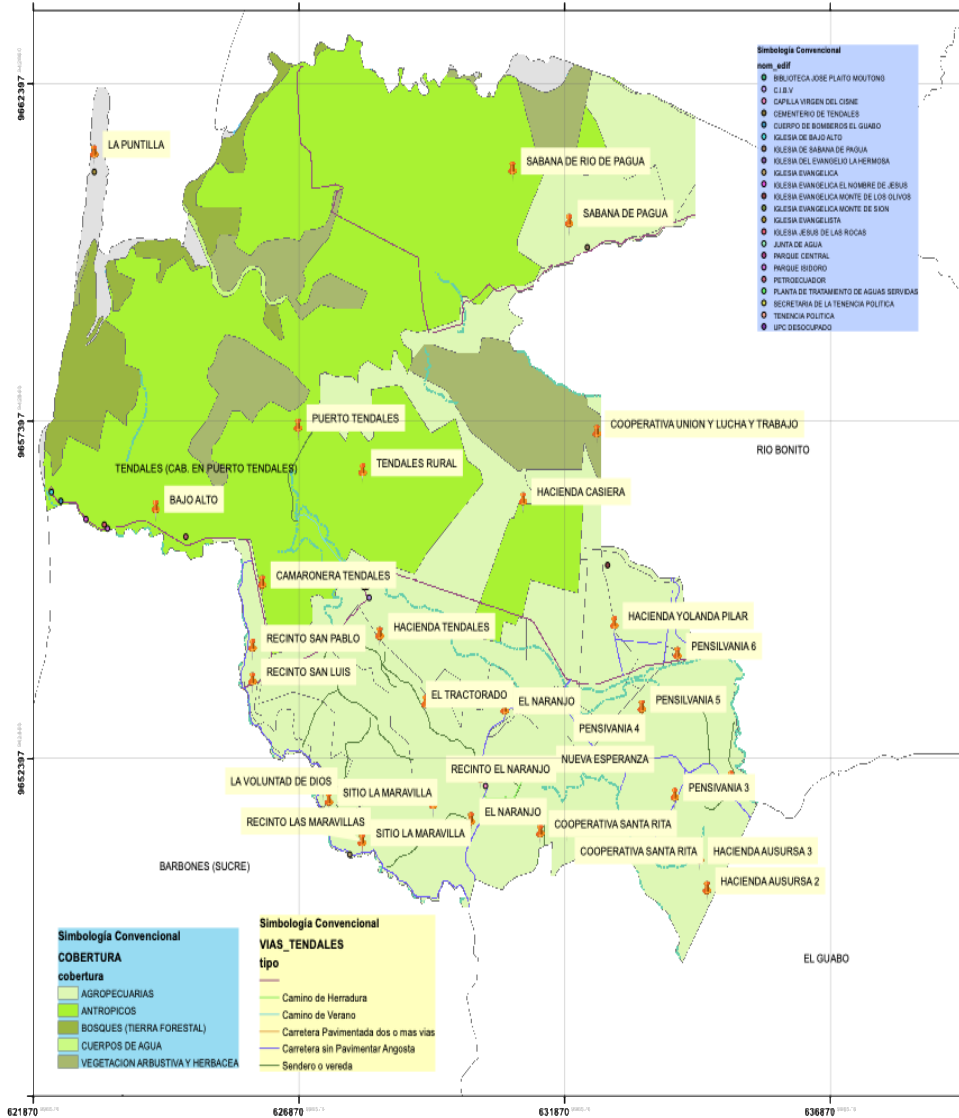 9662397
Simbología Convencional
nom_edif
BIBLIOTECA JOSE PLAITO MOUTONG
C.I.B.V
CAPILLA VIRGEN DEL CISNE
CEMENTERIO DE TENDALES
CUERPO DE BOMBEROS EL GUABO
IGLESIA DE BAJO ALTO
IGLESIA DE SABANA DE PAGUA
IGLESIA DEL EVANGELIO LA HERMOSA
IGLESIA EVANGELICA
IGLESIA EVANGELICA EL NOMBRE DE JESUS
IGLESIA EVANGELICA MONTE DE LOS OLIVOS
IGLESIA EVANGELICA MONTE DE SION
IGLESIA EVANGELISTA
IGLESIA JESUS DE LAS ROCAS
JUNTA DE AGUA
PARQUE CENTRAL
PARQUE ISIDORO
PETROECUADOR
PLANTA DE TRATAMIENTO DE AGUAS SERVIDAS
SECRETARIA DE LA TENENCIA POLITICA
TENENCIA POLITICA
UPC DESOCUPADO
LA PUNTILLA
SABANA DE RIO DE PAGUA
SABANA DE PAGUA
9657397
PUERTO TENDALES
COOPERATIVA UNION Y LUCHA Y TRABAJO
RIO BONITO
TENDALES (CAB. EN PUERTO TENDALES)
TENDALES RURAL
BAJO ALTO
HACIENDA CASIERA
CAMARONERA TENDALES
HACIENDA YOLANDA PILAR
HACIENDA TENDALES
RECINTO SAN PABLO
PENSILVANIA 6
RECINTO SAN LUIS
EL TRACTORADO
EL NARANJO
PENSILVANIA 5
PENSIVANIA 4
9652397
NUEVA ESPERANZA
RECINTO EL NARANJO
LA VOLUNTAD DE DIOS
SITIO LA MARAVILLA
PENSIVANIA 3
RECINTO LAS MARAVILLAS
SITIO LA MARAVILLA
EL NARANJO
COOPERATIVA SANTA RITA
COOPERATIVA SANTA RITA
HACIENDA AUSURSA 3
BARBONES (SUCRE)
HACIENDA AUSURSA 2
EL GUABO
Simbología Convencional
COBERTURA
cobertura
AGROPECUARIAS
ANTROPICOS
BOSQUES (TIERRA FORESTAL)
CUERPOS DE AGUA
VEGETACION ARBUSTIVA Y HERBACEA
Simbología Convencional
VIAS_TENDALES
tipo
Camino de Herradura
Camino de Verano
Carretera Pavimentada dos o mas vias
Carretera sin Pavimentar Angosta
Sendero o vereda
621870
626870
631870
636870